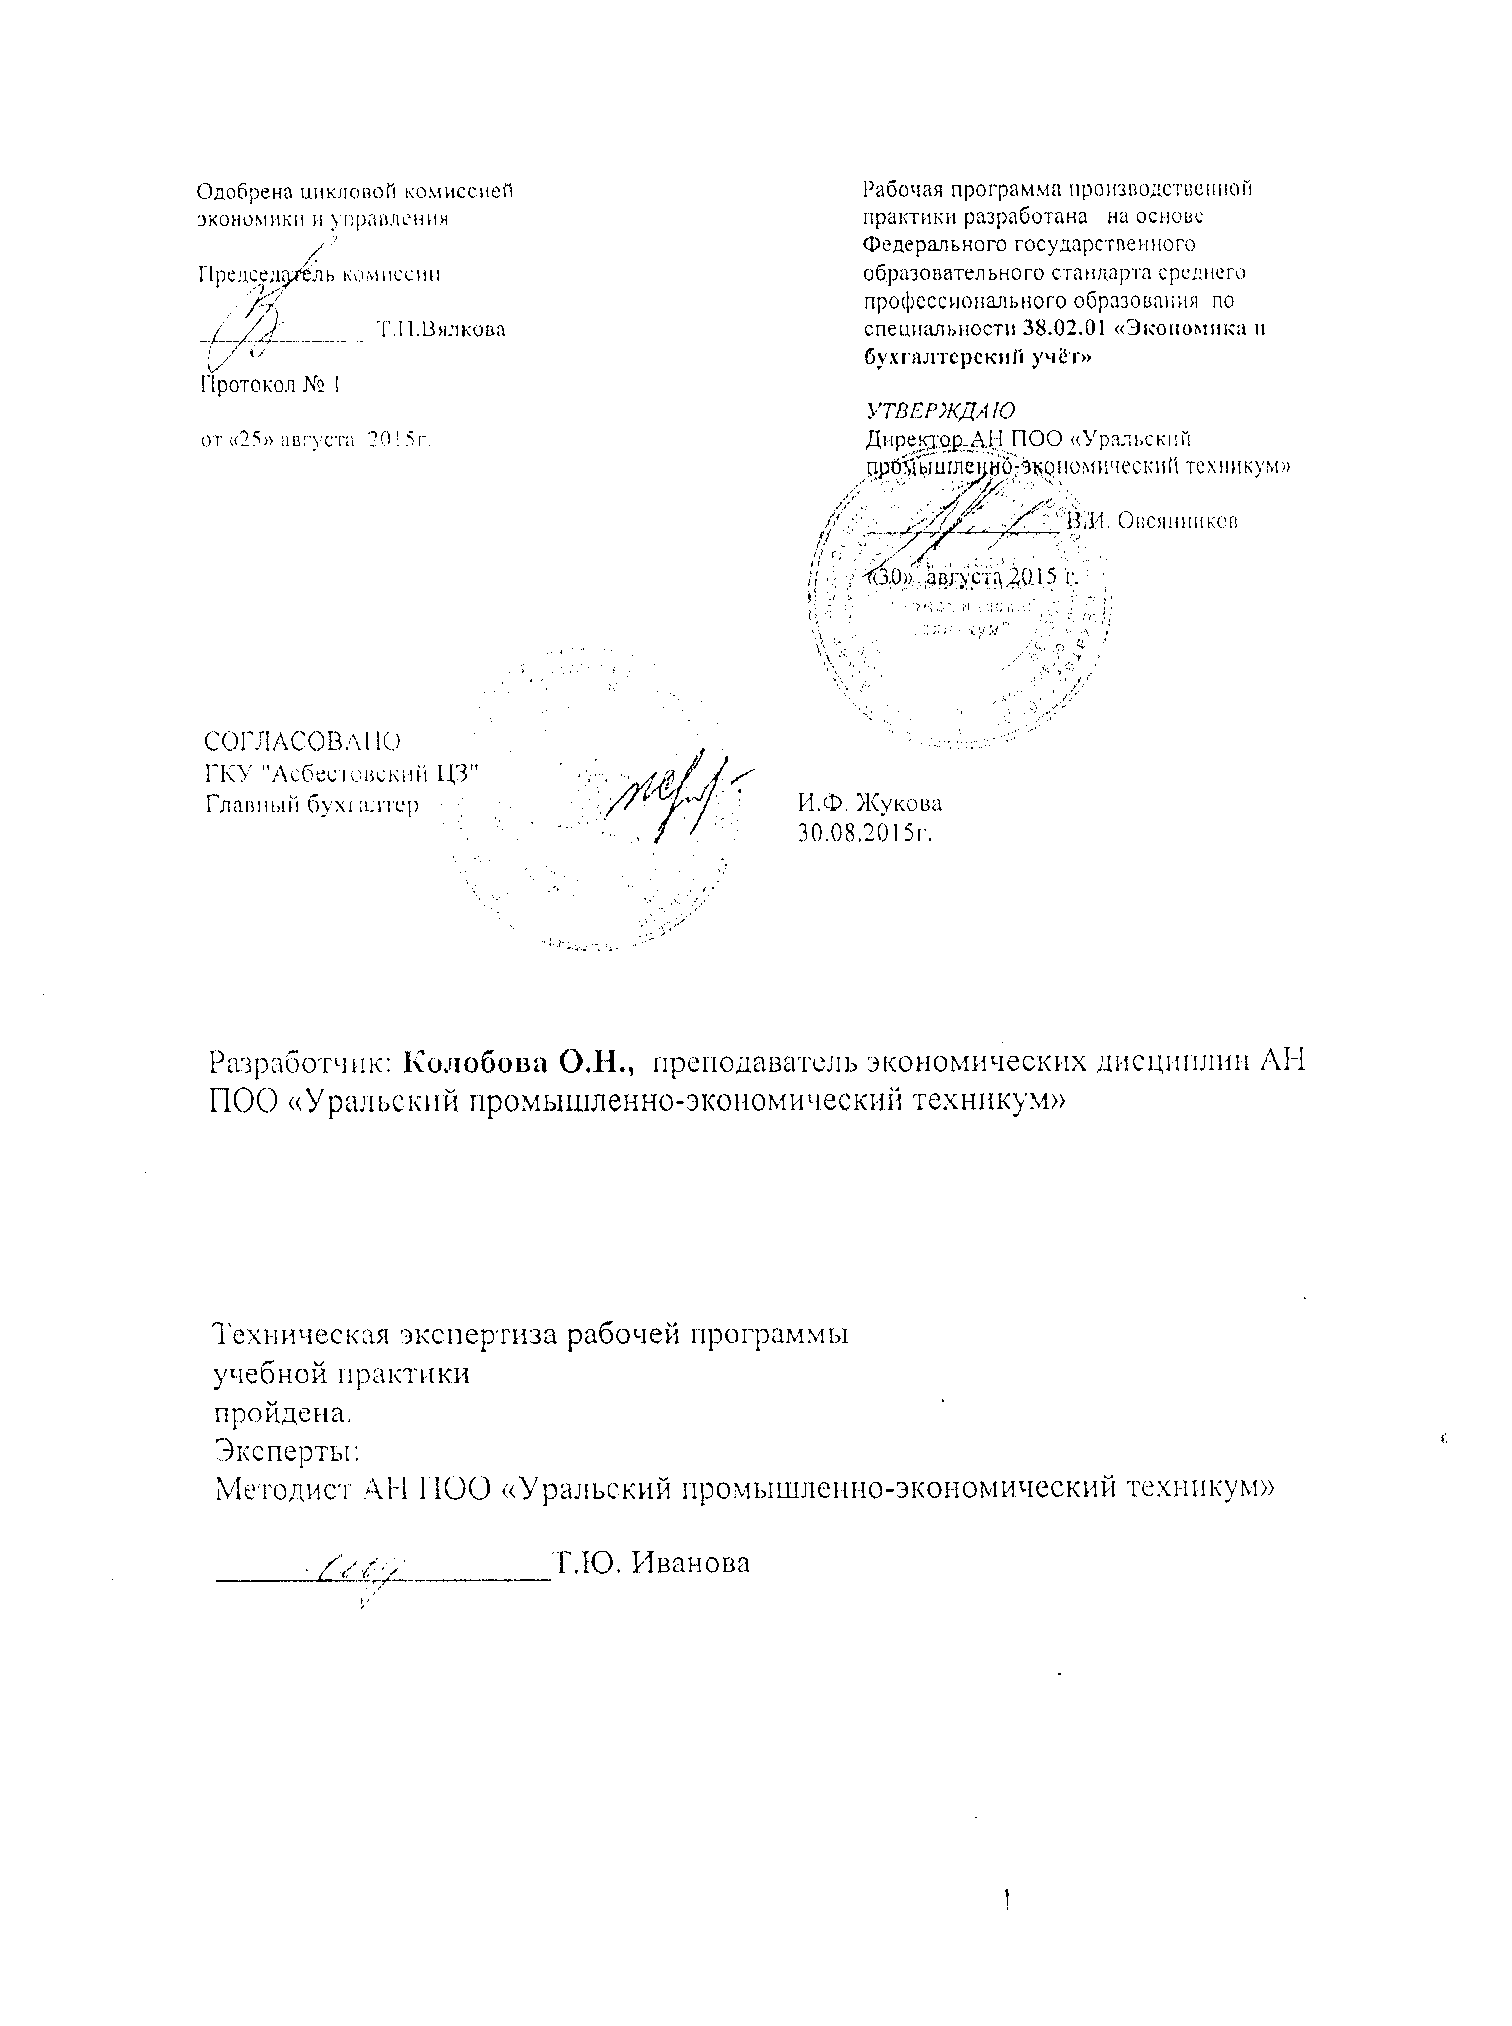 Одобрена цикловой комиссией
экономики и управления
Председатель комиссии
Т.П.Вялкова
Протокол № 1
от «25» августа 2015г.
Рабочая программа производственной
практики разработана на основе
Федерального государственного
образовательного стандарта среднего
профессионального образования по
специальности 38.02.01 «Экономика и
бухгалтерский учёт»
УТВЕРЖДАЮ
Директор АН ПОО «Уральский
промышленно-экономический техникум»
В.И. Овсянников
«30» августа 2015 г.
СОГЛАСОВАНО
ГКУ "Асбестовский ЦЗ"
Главный бухгалтер
И.Ф. Жукова
30.08.2015г.
Разработчик: Колобова О.Н., преподаватель экономических дисциплин АН
ПОО «Уральский промышленно-экономический техникум»
Техническая экспертиза рабочей программы
учебной практики
пройдена.
Эксперты:
Методист АН ПОО «Уральский промышленно-экономический техникум»
Т.Ю. Иванова